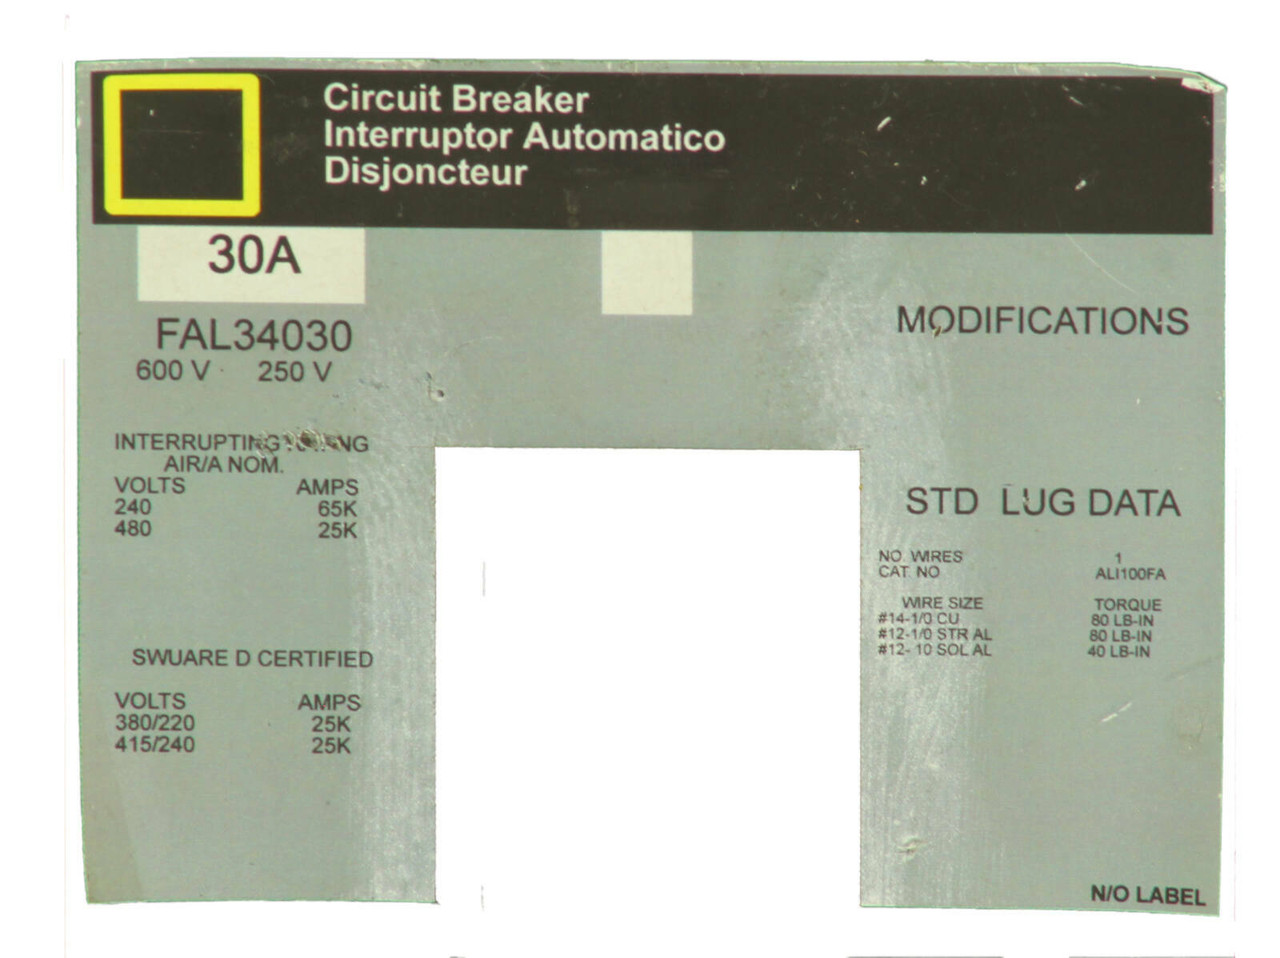 Circuit Breaker
Interruptor Automatico
Disjoncteur
30A
FAL34030
600 V 250 V
INTERRUPTING
AIR/A NOM.
VOLTS AMPS
240 65K
480 25K
SWUARE D CERTIFIED
VOLTS AMPS
380/220 25K
415/240 25K
MODIFICATIONS
STD LUG DATA
NO. WIRES 1
CAT. NO ALI100FA
WIRE SIZE TORQUE
#14-1/0 CU 80 LB-IN
#12-1/0 STR AL 80 LB-IN
#12- 10 SOL AL 40 LB-IN
N/O LABEL